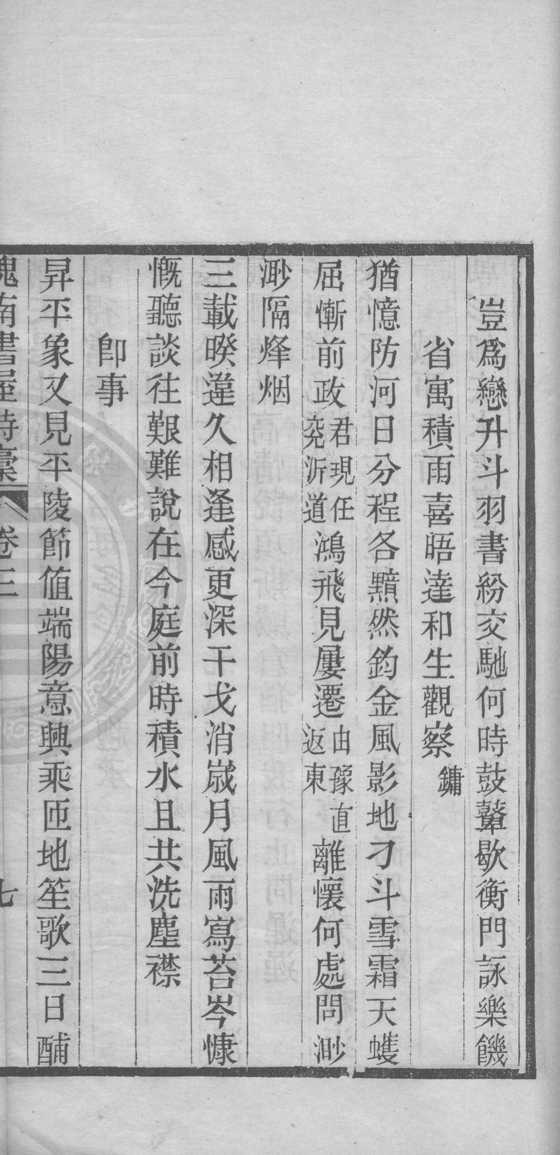 豈爲戀升斗羽書紛交馳何時鼓鼙歇衡門詠樂饑
省寓積雨喜晤達和生觀察鏞
猶憶防河日分程各黯然鈞金風影地刁斗雪霜天蠖
屈慚前政君現任兗沂道鴻飛見屢遷由豫直返東離懷何處問渺
渺隔烽烟
三載暌違久相逢感更深干戈消嵗月風雨寫苔岑慷
慨聽談往艱難說在今庭前時積水且共洗塵襟
卽事
昇平象又見平陵節值端陽意興乘匝地笙歌三日酺
槐南書屋詩稾 卷三 七